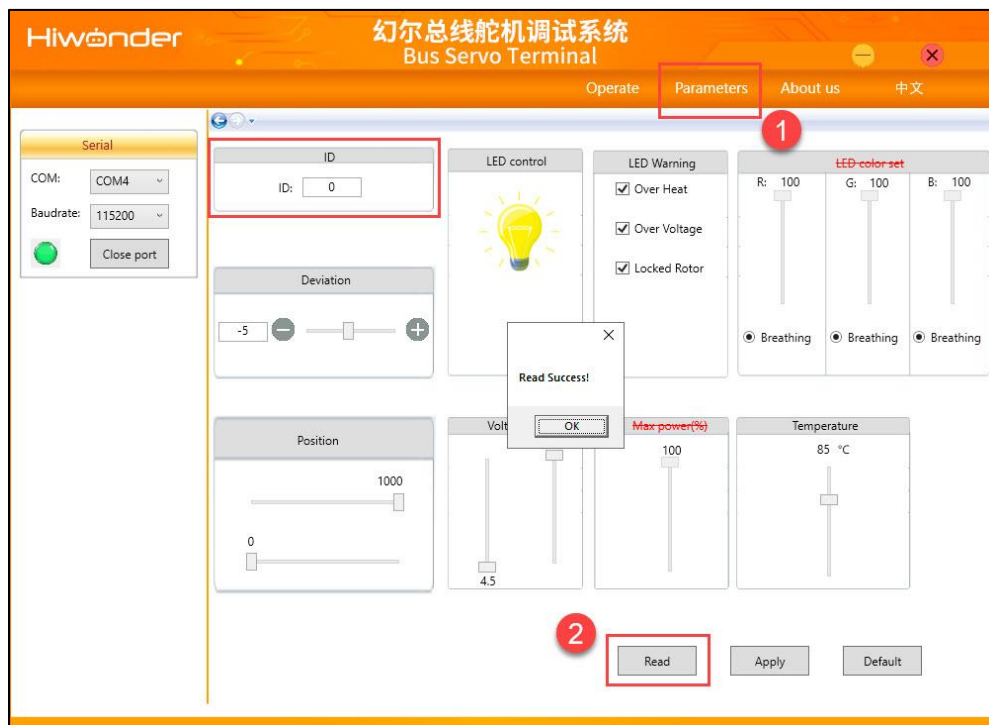 Hiwonder
幻尔总线舵机调试系统
Bus Servo Terminal
Operate Parameters About us 中文
1
Serial
COM: COM4
Baudrate: 115200
Close port
ID
ID: 0
Deviation
-5
Position
1000
0
LED control
LED Warning
Over Heat
Over Voltage
Locked Rotor
LED color set
R: 100 G: 100 B: 100
Breathing Breathing Breathing
Read Success!
OK
Volt
4.5
Max power(%)
100
Temperature
85 °C
2
Read Apply Default